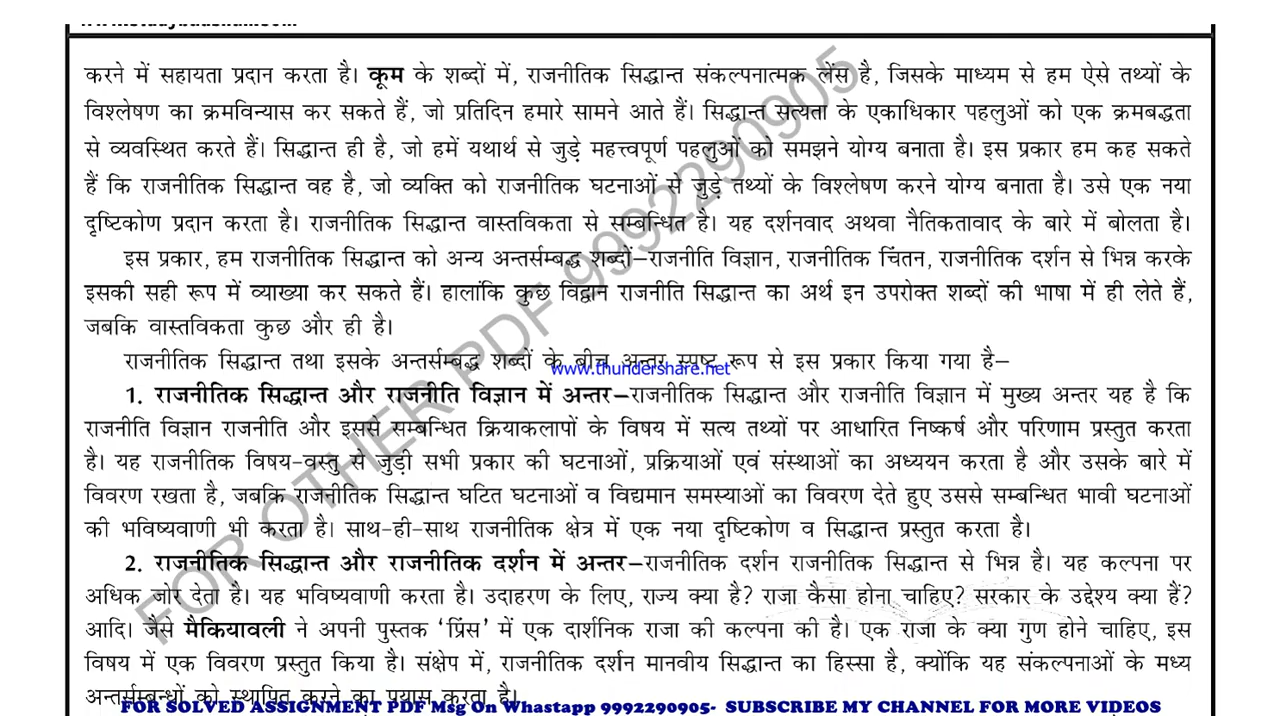 करने में सहायता प्रदान करता है। कूम के शब्दों में, राजनीतिक सिद्धान्त संकल्पनात्मक लेंस है, जिसके माध्यम से हम ऐसे तथ्यों के
विश्लेषण का क्रमविन्यास कर सकते हैं, जो प्रतिदिन हमारे सामने आते हैं। सिद्धान्त सत्यता के एकाधिकार पहलुओं को एक क्रमबद्धता
से व्यवस्थित करते हैं। सिद्धान्त ही है, जो हमें यथार्थ से जुड़े महत्त्वपूर्ण पहलुओं को समझने योग्य बनाता है। इस प्रकार हम कह सकते
हैं कि राजनीतिक सिद्धान्त वह है, जो व्यक्ति को राजनीतिक घटनाओं से जुड़े तथ्यों के विश्लेषण करने योग्य बनाता है। उसे एक नया
दृष्टिकोण प्रदान करता है। राजनीतिक सिद्धान्त वास्तविकता से सम्बन्धित है। यह दर्शनवाद अथवा नैतिकतावाद के बारे में बोलता है।
इस प्रकार, हम राजनीतिक सिद्धान्त को अन्य अन्तर्सम्बद्ध शब्दों–राजनीति विज्ञान, राजनीतिक चिंतन, राजनीतिक दर्शन से भिन्न करके
इसकी सही रूप में व्याख्या कर सकते हैं। हालांकि कुछ विद्वान राजनीति सिद्धान्त का अर्थ इन उपरोक्त शब्दों की भाषा में ही लेते हैं,
जबकि वास्तविकता कुछ और ही है।
राजनीतिक सिद्धान्त तथा इसके अन्तर्सम्बद्ध शब्दों के बीच अन्तर स्पष्ट रूप से इस प्रकार किया गया है–
www.thundershare.net
1. राजनीतिक सिद्धान्त और राजनीति विज्ञान में अन्तर–राजनीतिक सिद्धान्त और राजनीति विज्ञान में मुख्य अन्तर यह है कि
राजनीति विज्ञान राजनीति और इससे सम्बन्धित क्रियाकलापों के विषय में सत्य तथ्यों पर आधारित निष्कर्ष और परिणाम प्रस्तुत करता
है। यह राजनीतिक विषय-वस्तु से जुड़ी सभी प्रकार की घटनाओं, प्रक्रियाओं एवं संस्थाओं का अध्ययन करता है और उसके बारे में
विवरण रखता है, जबकि राजनीतिक सिद्धान्त घटित घटनाओं व विद्यमान समस्याओं का विवरण देते हुए उससे सम्बन्धित भावी घटनाओं
की भविष्यवाणी भी करता है। साथ-ही-साथ राजनीतिक क्षेत्र में एक नया दृष्टिकोण व सिद्धान्त प्रस्तुत करता है।
2. राजनीतिक सिद्धान्त और राजनीतिक दर्शन में अन्तर–राजनीतिक दर्शन राजनीतिक सिद्धान्त से भिन्न है। यह कल्पना पर
अधिक जोर देता है। यह भविष्यवाणी करता है। उदाहरण के लिए, राज्य क्या है? राजा कैसा होना चाहिए? सरकार के उद्देश्य क्या हैं?
आदि। जैसे मैकियावली ने अपनी पुस्तक ‘प्रिंस’ में एक दार्शनिक राजा की कल्पना की है। एक राजा के क्या गुण होने चाहिए, इस
विषय में एक विवरण प्रस्तुत किया है। संक्षेप में, राजनीतिक दर्शन मानवीय सिद्धान्त का हिस्सा है, क्योंकि यह संकल्पनाओं के मध्य
अन्तर्सम्बन्धों को स्थापित करने का प्रयास करता है।
FOR SOLVED ASSIGNMENT PDF Msg On Whastapp 9992290905- SUBSCRIBE MY CHANNEL FOR MORE VIDEOS
FOR OTHER PDF 9992290905